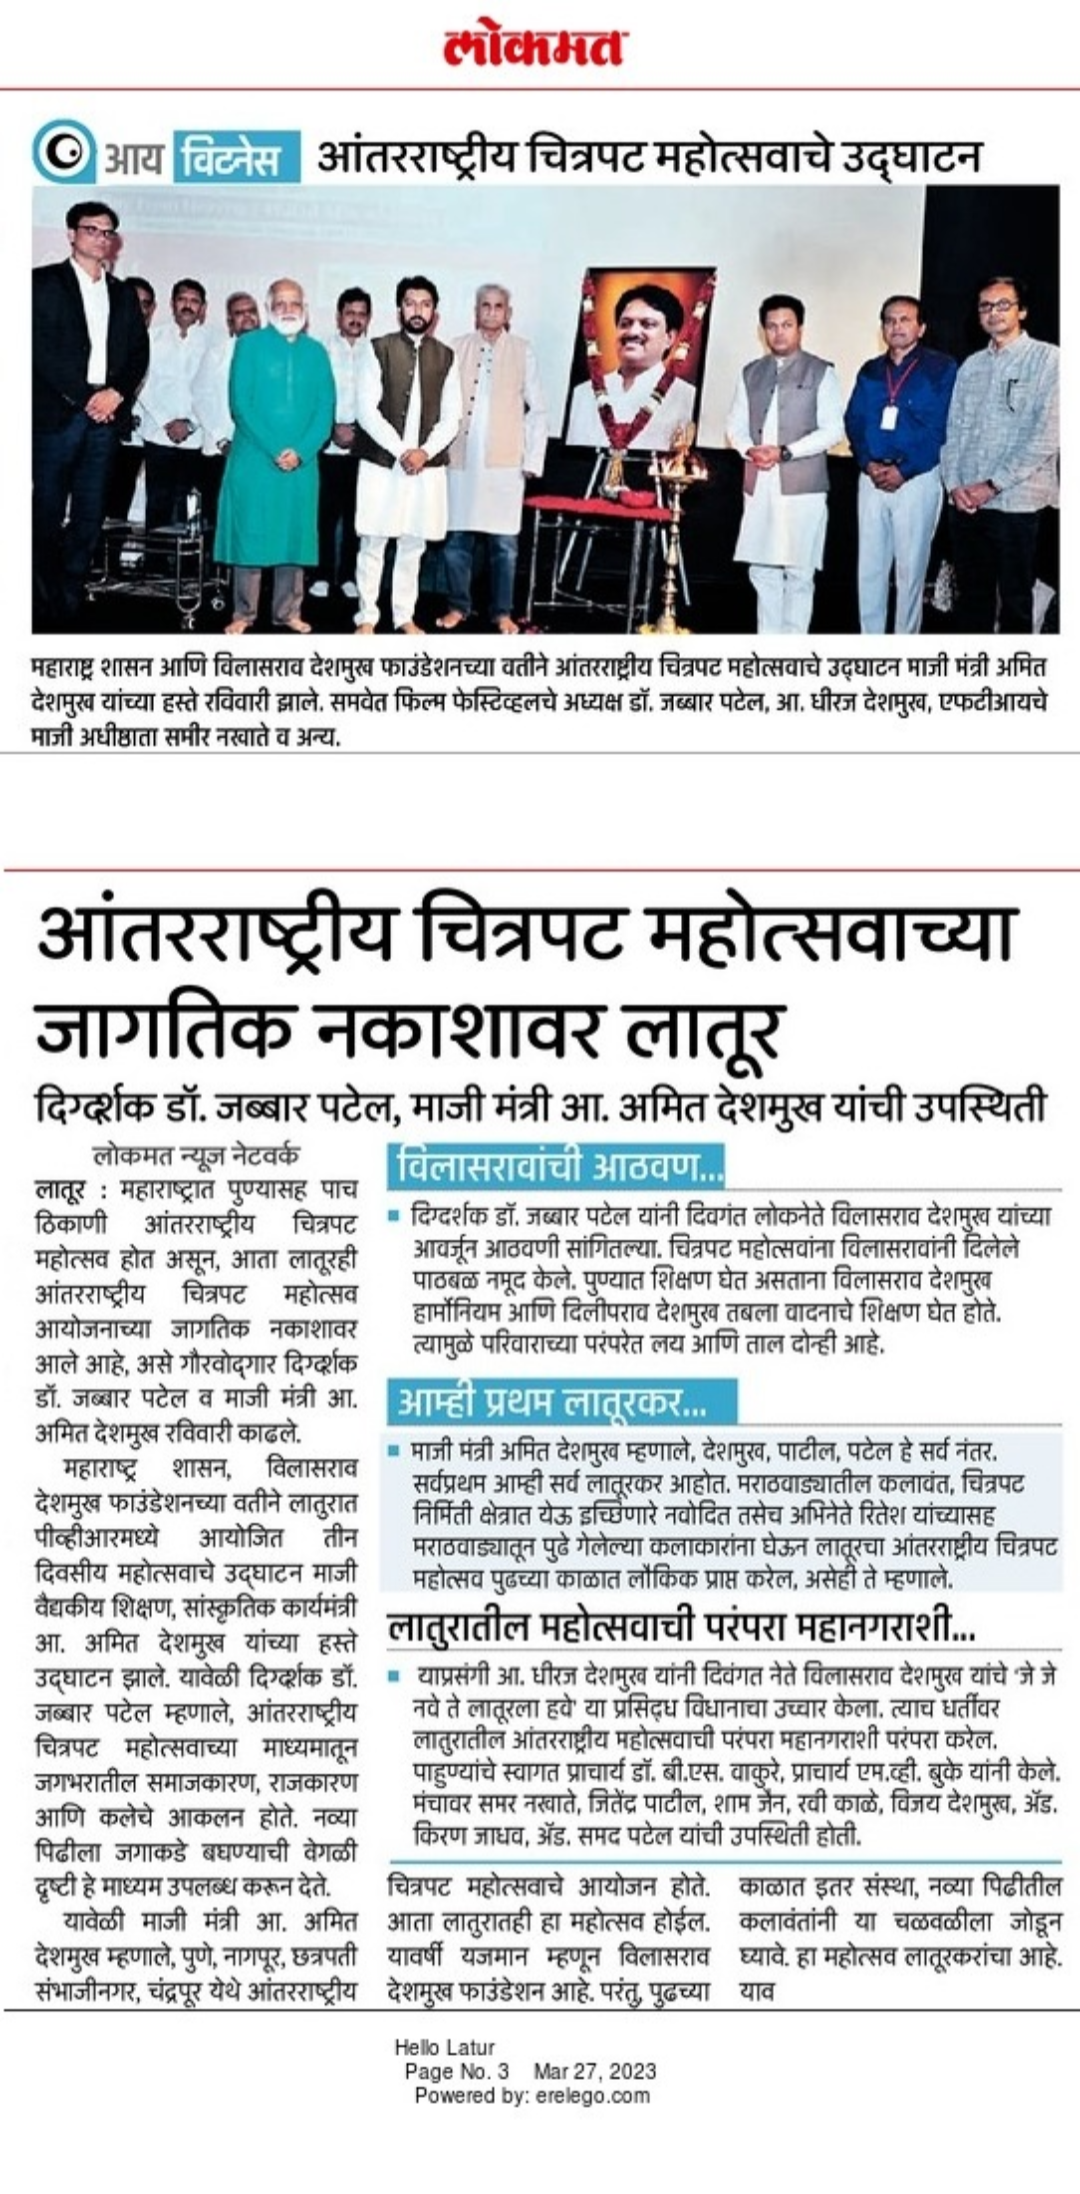 लोकमत
आय विटनेस आंतरराष्ट्रीय चित्रपट महोत्सवाचे उद्‌घाटन
महाराष्ट्र शासन आणि विलासराव देशमुख फाउंडेशनच्या वतीने आंतरराष्ट्रीय चित्रपट महोत्सवाचे उद्‌घाटन माजी मंत्री अमित
देशमुख यांच्या हस्ते रविवारी झाले. समवेत फिल्म फेस्टिव्हलचे अध्यक्ष डॉ. जब्बार पटेल, आ. धीरज देशमुख, एफटीआयचे
माजी अधीष्ठाता समीर नखाते व अन्य.
आंतरराष्ट्रीय चित्रपट महोत्सवाच्या
जागतिक नकाशावर लातूर
दिग्दर्शक डॉ. जब्बार पटेल, माजी मंत्री आ. अमित देशमुख यांची उपस्थिती
लोकमत न्यूज नेटवर्क
लातूर : महाराष्ट्रात पुण्यासह पाच
ठिकाणी आंतरराष्ट्रीय चित्रपट
महोत्सव होत असून, आता लातूरही
आंतरराष्ट्रीय चित्रपट महोत्सव
आयोजनाच्या जागतिक नकाशावर
आले आहे, असे गौरवोद्‌गार दिग्दर्शक
डॉ. जब्बार पटेल व माजी मंत्री आ.
अमित देशमुख रविवारी काढले.
महाराष्ट्र शासन, विलासराव
देशमुख फाउंडेशनच्या वतीने लातुरात
पीव्हीआरमध्ये आयोजित तीन
दिवसीय महोत्सवाचे उद्‌घाटन माजी
वैद्यकीय शिक्षण, सांस्कृतिक कार्यमंत्री
आ. अमित देशमुख यांच्या हस्ते
उद्‌घाटन झाले. यावेळी दिग्दर्शक डॉ.
जब्बार पटेल म्हणाले, आंतरराष्ट्रीय
चित्रपट महोत्सवाच्या माध्यमातून
जगभरातील समाजकारण, राजकारण
आणि कलेचे आकलन होते. नव्या
पिढीला जगाकडे बघण्याची वेगळी
दृष्टी हे माध्यम उपलब्ध करून देते.
यावेळी माजी मंत्री आ. अमित
देशमुख म्हणाले, पुणे, नागपूर, छत्रपती
संभाजीनगर, चंद्रपूर येथे आंतरराष्ट्रीय
विलासरावांची आठवण...
▪ दिग्दर्शक डॉ. जब्बार पटेल यांनी दिवगंत लोकनेते विलासराव देशमुख यांच्या
आवर्जून आठवणी सांगितल्या. चित्रपट महोत्सवांना विलासरावांनी दिलेले
पाठबळ नमूद केले. पुण्यात शिक्षण घेत असताना विलासराव देशमुख
हार्मोनियम आणि दिलीपराव देशमुख तबला वादनाचे शिक्षण घेत होते.
त्यामुळे परिवाराच्या परंपरेत लय आणि ताल दोन्ही आहे.
आम्ही प्रथम लातूरकर...
▪ माजी मंत्री अमित देशमुख म्हणाले, देशमुख, पाटील, पटेल हे सर्व नंतर.
सर्वप्रथम आम्ही सर्व लातूरकर आहोत. मराठवाड्यातील कलावंत, चित्रपट
निर्मिती क्षेत्रात येऊ इच्छिणारे नवोदित तसेच अभिनेते रितेश यांच्यासह
मराठवाड्यातून पुढे गेलेल्या कलाकारांना घेऊन लातूरचा आंतरराष्ट्रीय चित्रपट
महोत्सव पुढच्या काळात लौकिक प्राप्त करेल, असेही ते म्हणाले.
लातुरातील महोत्सवाची परंपरा महानगराशी...
▪ याप्रसंगी आ. धीरज देशमुख यांनी दिवंगत नेते विलासराव देशमुख यांचे 'जे जे
नवे ते लातूरला हवे' या प्रसिद्ध विधानाचा उच्चार केला. त्याच धर्तीवर
लातुरातील आंतरराष्ट्रीय महोत्सवाची परंपरा महानगराशी परंपरा करेल.
पाहुण्यांचे स्वागत प्राचार्य डॉ. बी.एस. वाकुरे, प्राचार्य एम.व्ही. बुके यांनी केले.
मंचावर समर नखाते, जितेंद्र पाटील, शाम जैन, रवी काळे, विजय देशमुख, अ‍ॅड.
किरण जाधव, अ‍ॅड. समद पटेल यांची उपस्थिती होती.
चित्रपट महोत्सवाचे आयोजन होते.
आता लातुरातही हा महोत्सव होईल.
यावर्षी यजमान म्हणून विलासराव
देशमुख फाउंडेशन आहे. परंतु, पुढच्या
काळात इतर संस्था, नव्या पिढीतील
कलावंतांनी या चळवळीला जोडून
घ्यावे. हा महोत्सव लातूरकरांचा आहे.
याव
Hello Latur
Page No. 3 Mar 27, 2023
Powered by: erelego.com